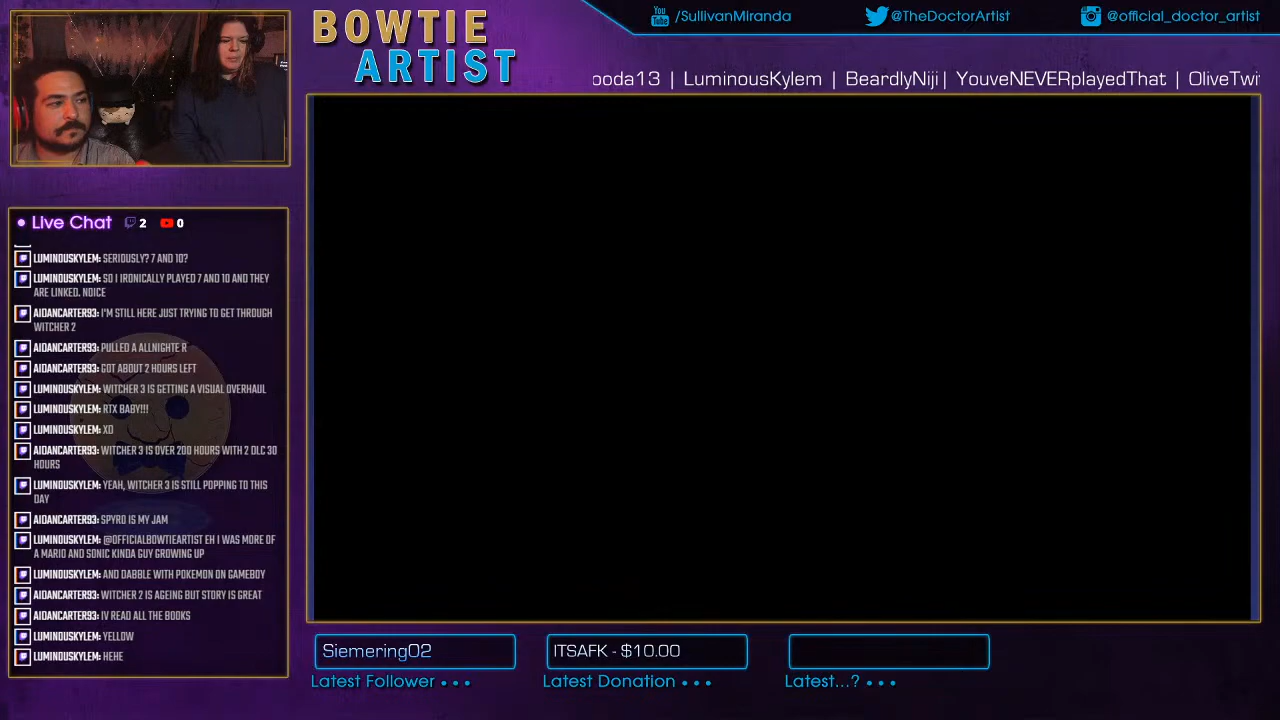 /SullivanMiranda
@TheDoctorArtist
@official_doctor_artist
BOWTIE
ARTIST
ooda13 | LuminousKylem | BeardlyNiji| YouveNEVERplayedThat | OliveTwi
Live Chat 2 0
LUMINOUSKYLEM: SERIOUSLY? 7 AND 10?
LUMINOUSKYLEM: SO I IRONICALLY PLAYED 7 AND 10 AND THEY
ARE LINKED. NOICE
AIDANCARTER93: I'M STILL HERE JUST TRYING TO GET THROUGH
WITCHER 2
AIDANCARTER93: PULLED A ALLNIGHTE R
AIDANCARTER93: GOT ABOUT 2 HOURS LEFT
LUMINOUSKYLEM: WITCHER 3 IS GETTING A VISUAL OVERHAUL
LUMINOUSKYLEM: RTX BABY!!!
LUMINOUSKYLEM: XD
AIDANCARTER93: WITCHER 3 IS OVER 200 HOURS WITH 2 DLC 30
HOURS
LUMINOUSKYLEM: YEAH, WITCHER 3 IS STILL POPPING TO THIS
DAY
AIDANCARTER93: SPYRO IS MY JAM
LUMINOUSKYLEM: @OFFICIALBOWTIEARTIST EH I WAS MORE OF
A MARIO AND SONIC KINDA GUY GROWING UP
LUMINOUSKYLEM: AND DABBLE WITH POKEMON ON GAMEBOY
AIDANCARTER93: WITCHER 2 IS AGEING BUT STORY IS GREAT
AIDANCARTER93: IV READ ALL THE BOOKS
LUMINOUSKYLEM: YELLOW
LUMINOUSKYLEM: HEHE
Siemering02
ITSAFK - $10.00
Latest Follower • • •
Latest Donation • • •
Latest...? • • •